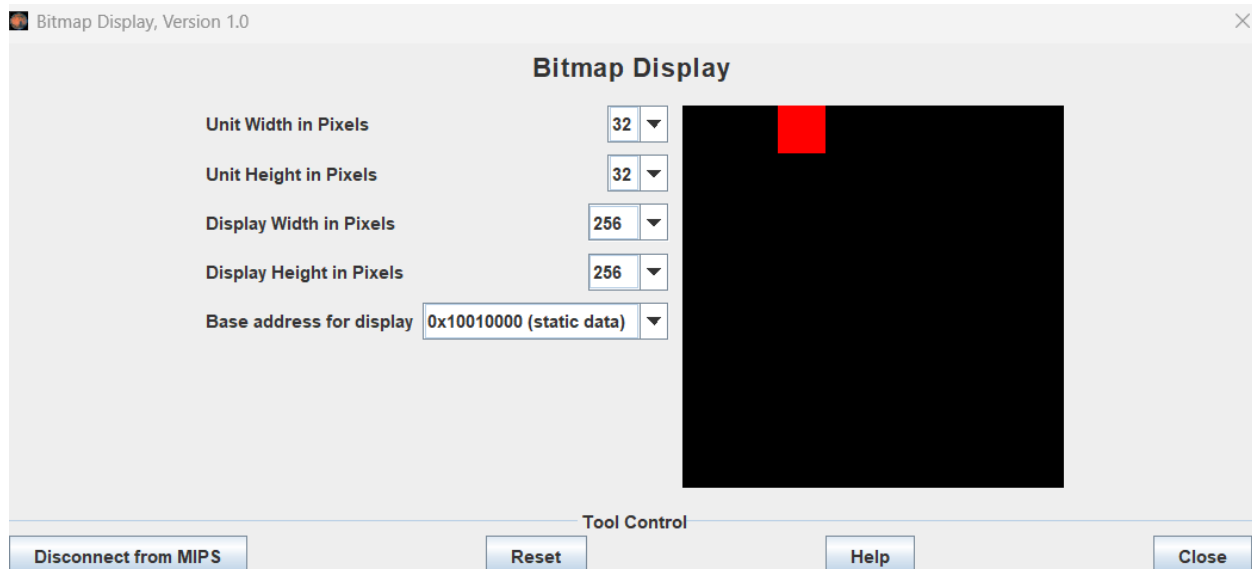 Bitmap Display, Version 1.0
Bitmap Display
Unit Width in Pixels 32
Unit Height in Pixels 32
Display Width in Pixels 256
Display Height in Pixels 256
Base address for display 0x10010000 (static data)
Tool Control
Disconnect from MIPS Reset Help Close